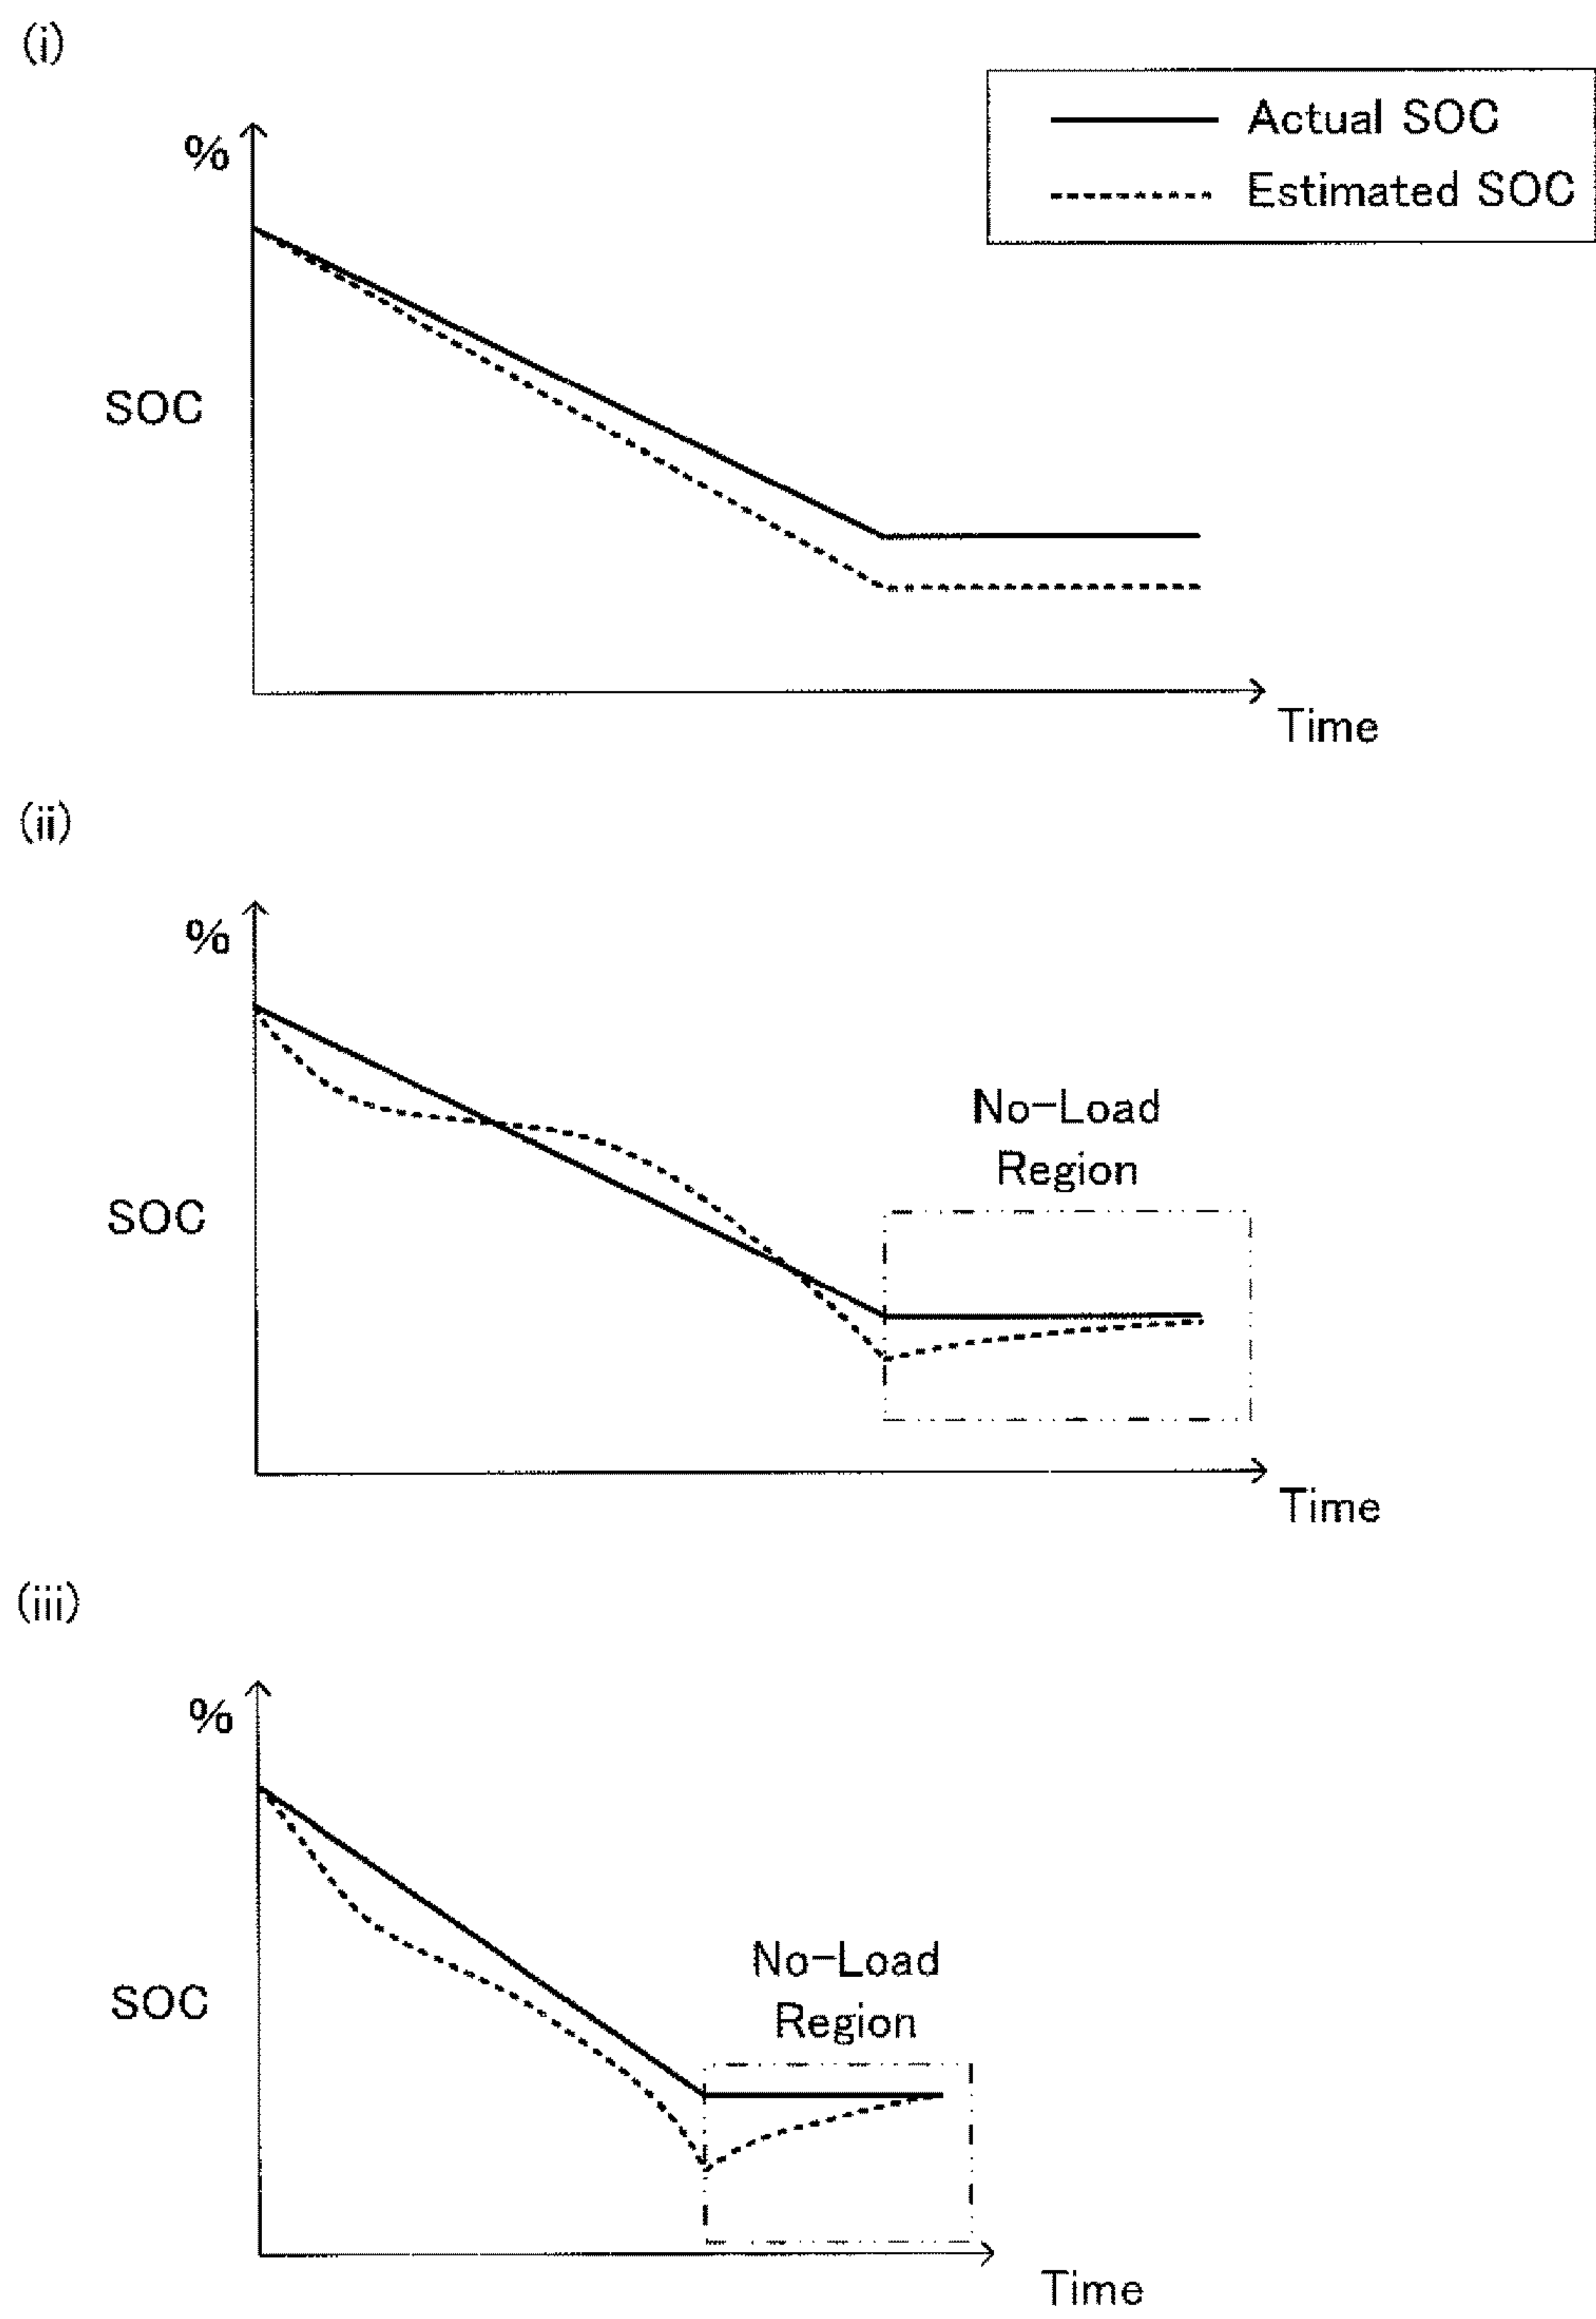 (i)
Actual SOC
Estimated SOC
%
SOC
Time
(ii)
%
No-Load
Region
SOC
Time
(iii)
%
No-Load
Region
SOC
Time